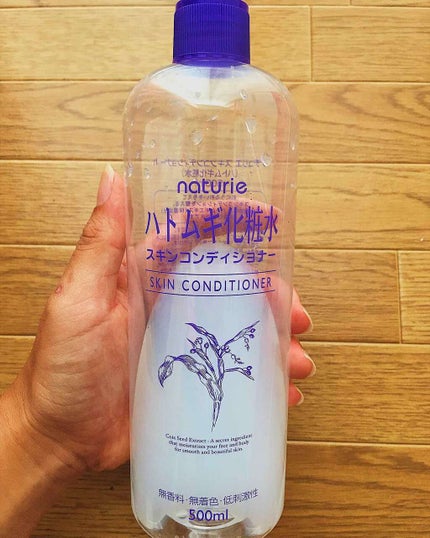 naturie
ハトムギ化粧水
スキンコンディショナー
SKIN CONDITIONER
Coix Seed Extract - A secret ingredient
that moisturizes your face and body
for smooth and beautiful skin.
無香料・無着色・低刺激性
500ml